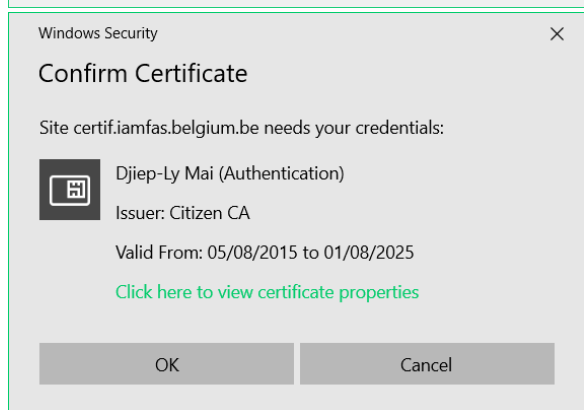 Windows Security
Confirm Certificate
Site certif.iamfas.belgium.be needs your credentials:
Djiep-Ly Mai (Authentication)
Issuer: Citizen CA
Valid From: 05/08/2015 to 01/08/2025
Click here to view certificate properties
OK
Cancel